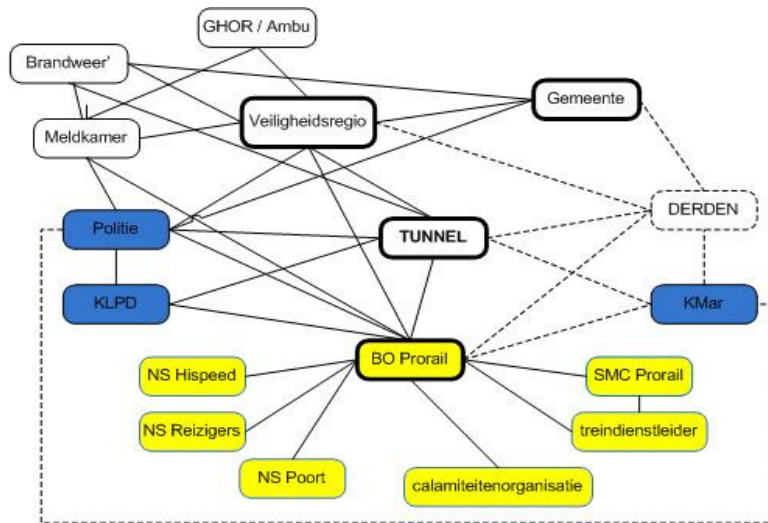 GHOR / Ambu
Brandweer'
Gemeente
Veiligheidsregio
Meldkamer
DERDEN
Politie
TUNNEL
KLPD
KMar
BO Prorail
NS Hispeed
SMC Prorail
NS Reizigers
treindienstleider
NS Poort
calamiteitenorganisatie